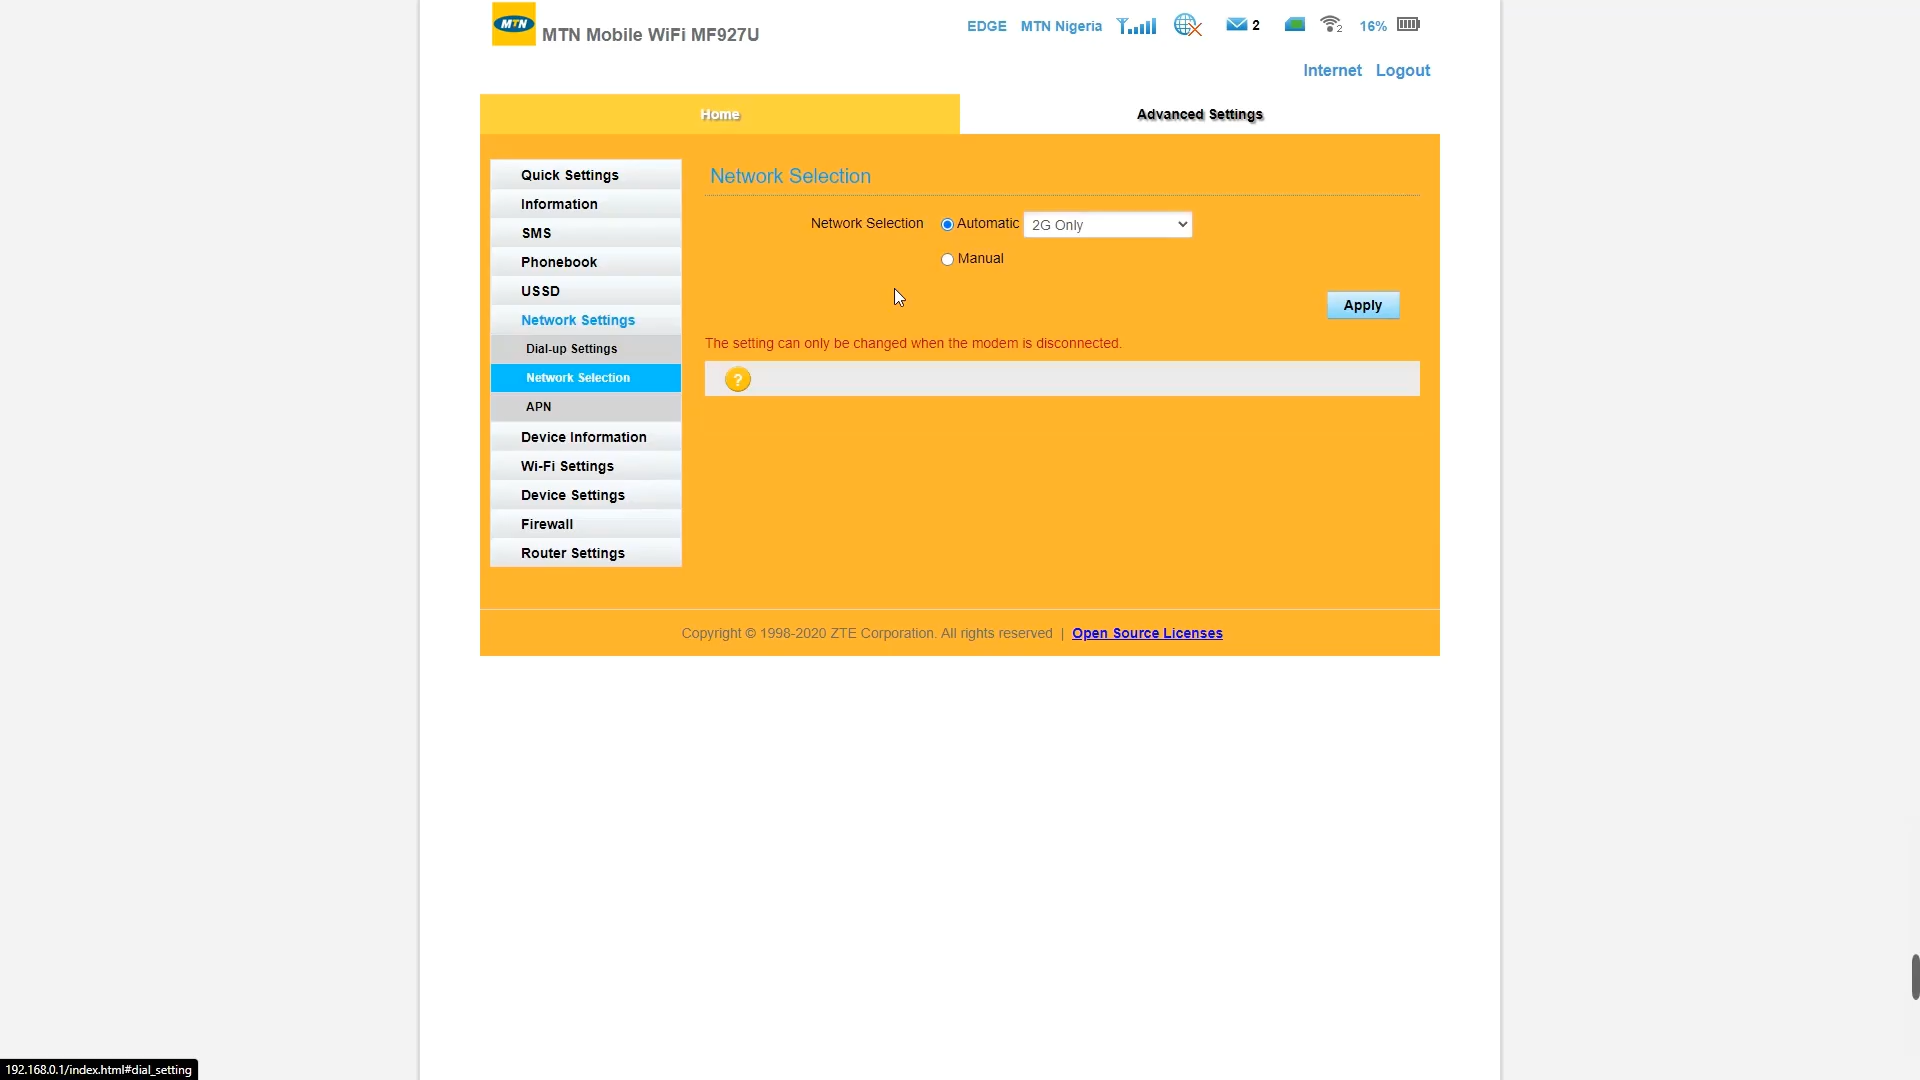 MTN
MTN Mobile WiFi MF927U
EDGE MTN Nigeria 2 2 16%
Internet Logout
Home Advanced Settings
Quick Settings
Information
SMS
Phonebook
USSD
Network Settings
Dial-up Settings
Network Selection
APN
Device Information
Wi-Fi Settings
Device Settings
Firewall
Router Settings
Network Selection
Network Selection Automatic 2G Only
Manual
Apply
The setting can only be changed when the modem is disconnected.
?
Copyright © 1998-2020 ZTE Corporation. All rights reserved | Open Source Licenses
192.168.0.1/index.html#dial_setting